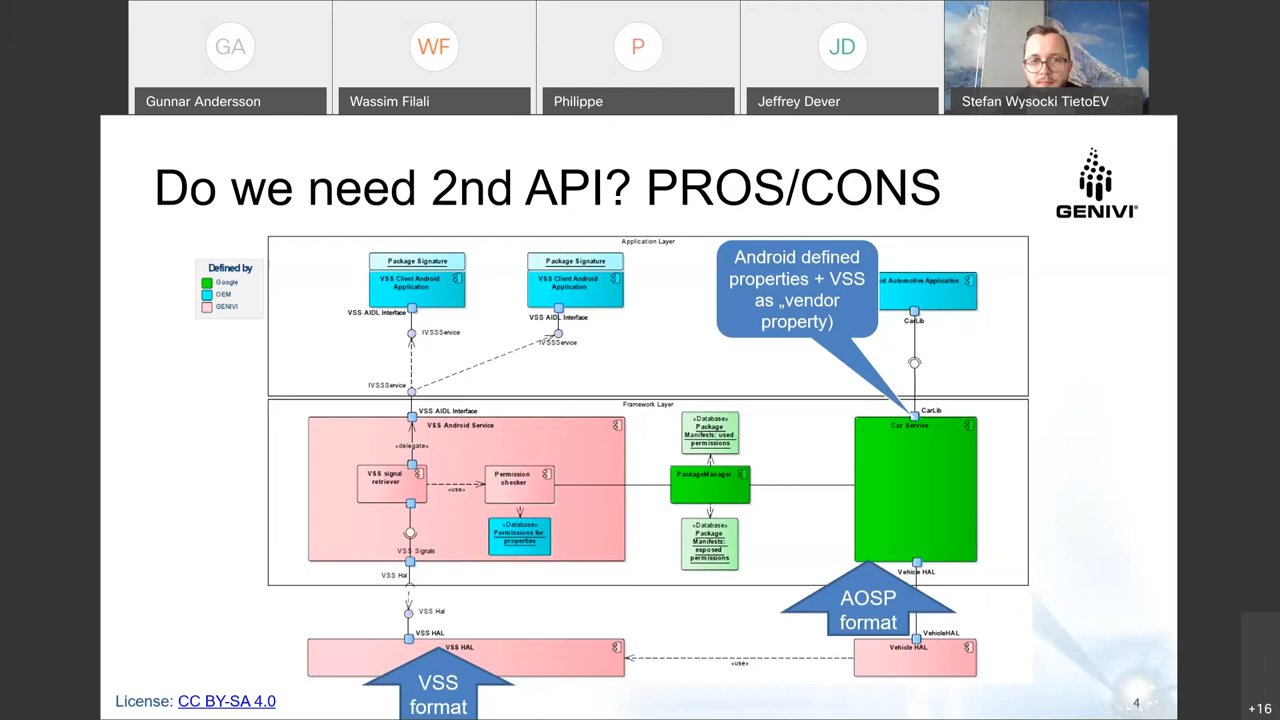 GA
WF
P
JD
Gunnar Andersson
Wassim Filali
Philippe
Jeffrey Dever
Stefan Wysocki TietoEV
Do we need 2nd API? PROS/CONS
GENIVI
Defined by
Google
OEM
GENIVI
Application Layer
Package Signature
VSS Client Android
Application
VSS AIDL Interface
IVSSService
Package Signature
VSS Client Android
Application
VSS AIDL Interface
IVSSService
Android defined
properties + VSS
as „vendor
property)
id Automotive Application
CarLib
IVSSService
Framework Layer
VSS AIDL Interface
VSS Android Service
«delegate»
VSS signal
retriever
«use»
Permission
checker
«Database»
Permissions for
properties
VSS Signals
VSS Hal
«Database»
Package
Manifests: used
permissions
PackageManager
«Database»
Package
Manifests:
exposed
permissions
CarLib
Car Service
Vehicle HAL
AOSP
format
VSS Hal
VSS HAL
VSS HAL
«use»
VehicleHAL
Vehicle HAL
VSS
format
License: CC BY-SA 4.0
4
+16